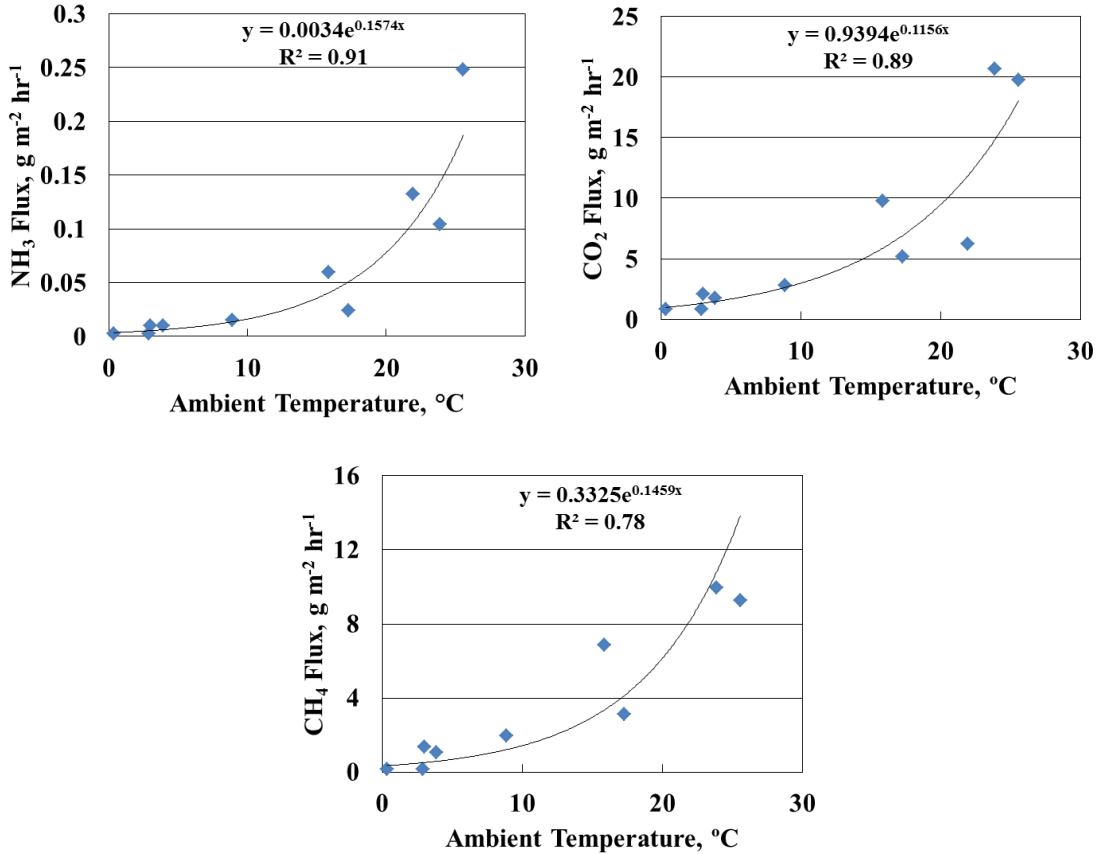 y = 0.0034e^0.1574x
R² = 0.91
0.3
0.25
0.2
0.15
0.1
0.05
0
NH₃ Flux, g m⁻² hr⁻¹
0 10 20 30
Ambient Temperature, °C
y = 0.9394e^0.1156x
R² = 0.89
25
20
15
10
5
0
CO₂ Flux, g m⁻² hr⁻¹
0 10 20 30
Ambient Temperature, ºC
y = 0.3325e^0.1459x
R² = 0.78
16
12
8
4
0
CH₄ Flux, g m⁻² hr⁻¹
0 10 20 30
Ambient Temperature, ºC